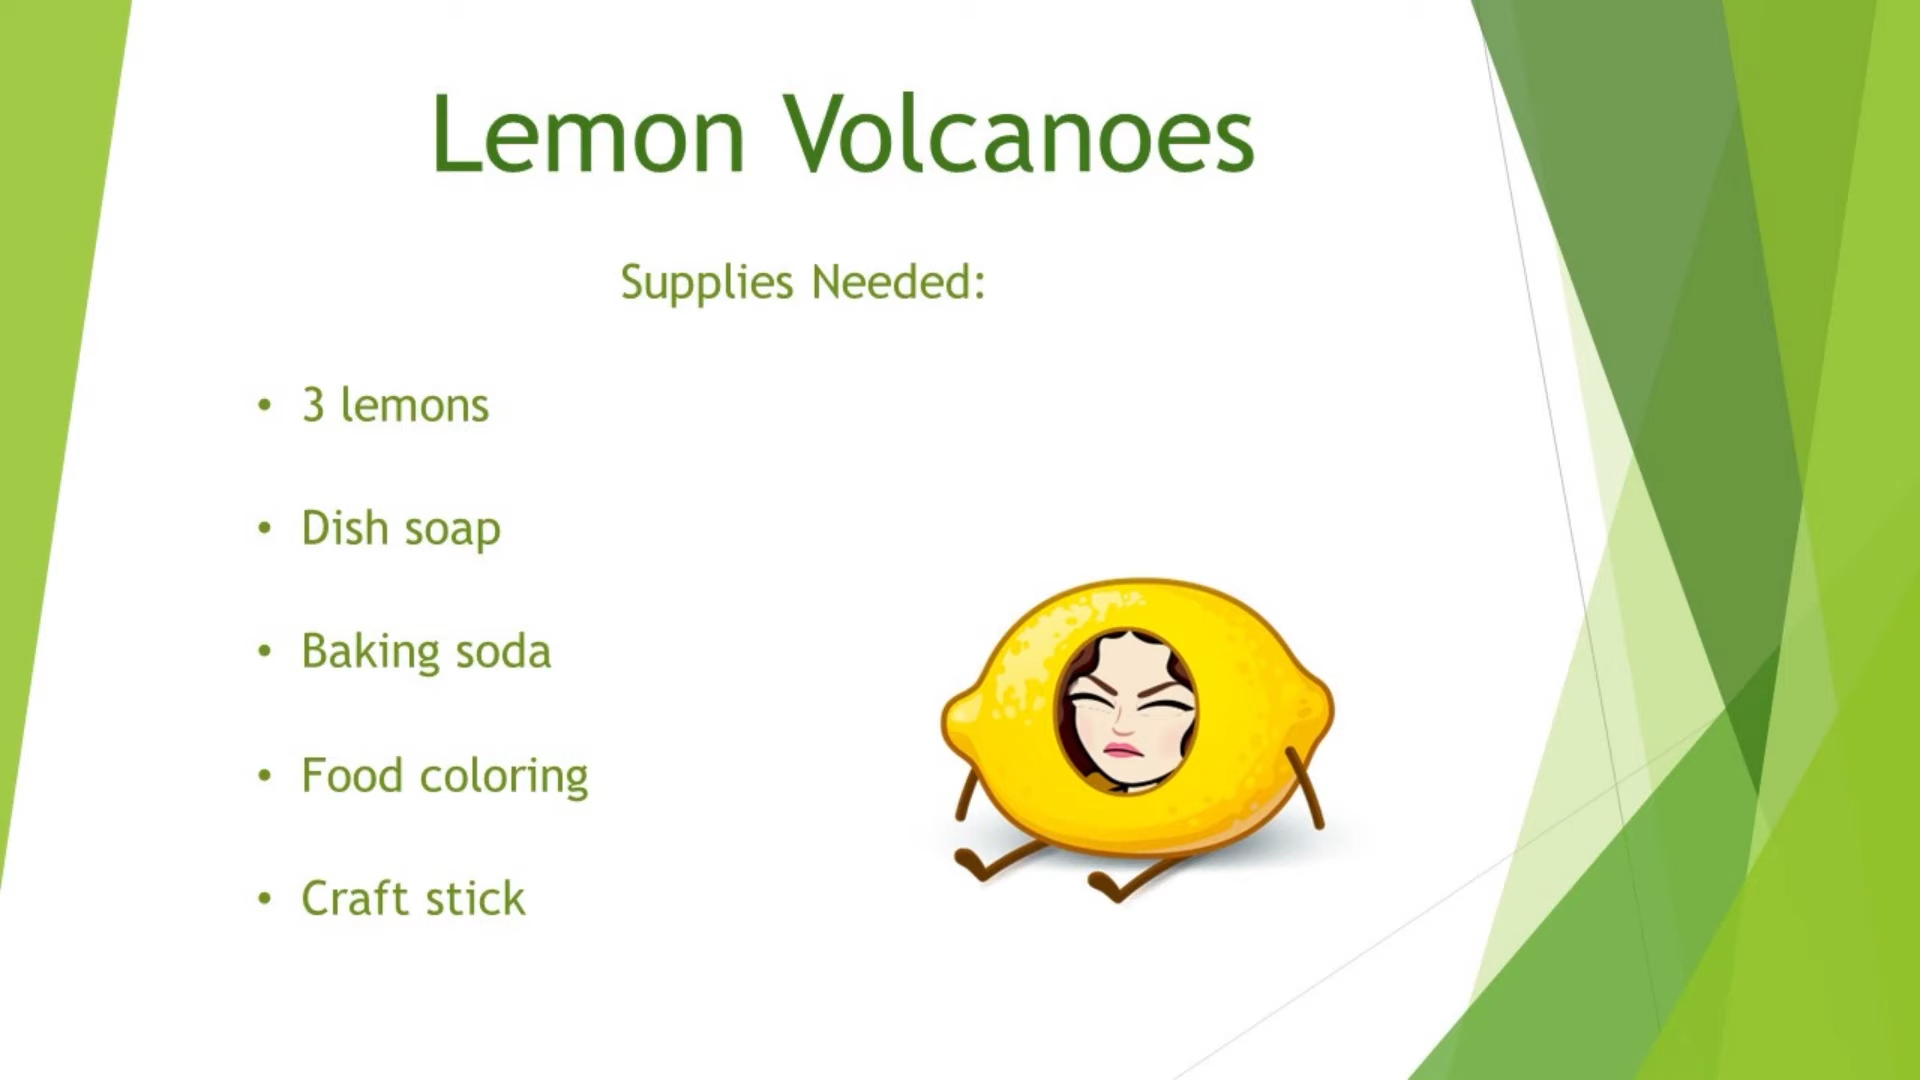 Lemon Volcanoes
Supplies Needed:
• 3 lemons
• Dish soap
• Baking soda
• Food coloring
• Craft stick